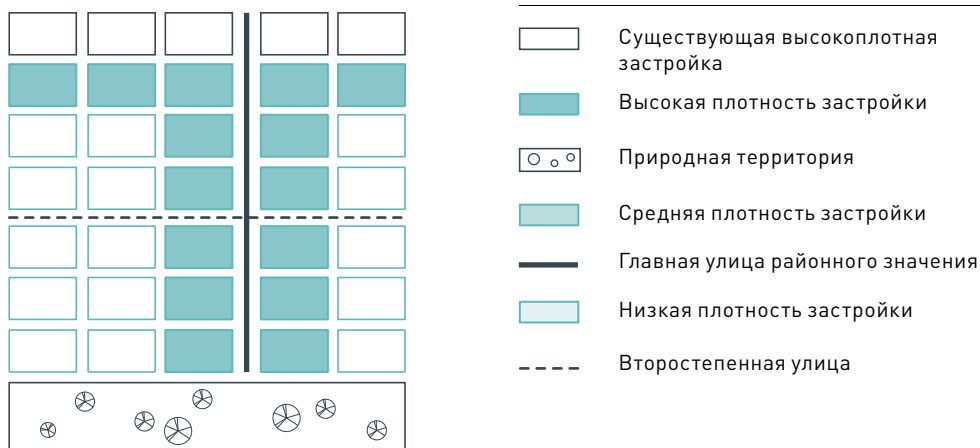 Существующая высокоплотная
застройка
Высокая плотность застройки
Природная территория
Средняя плотность застройки
Главная улица районного значения
Низкая плотность застройки
Второстепенная улица